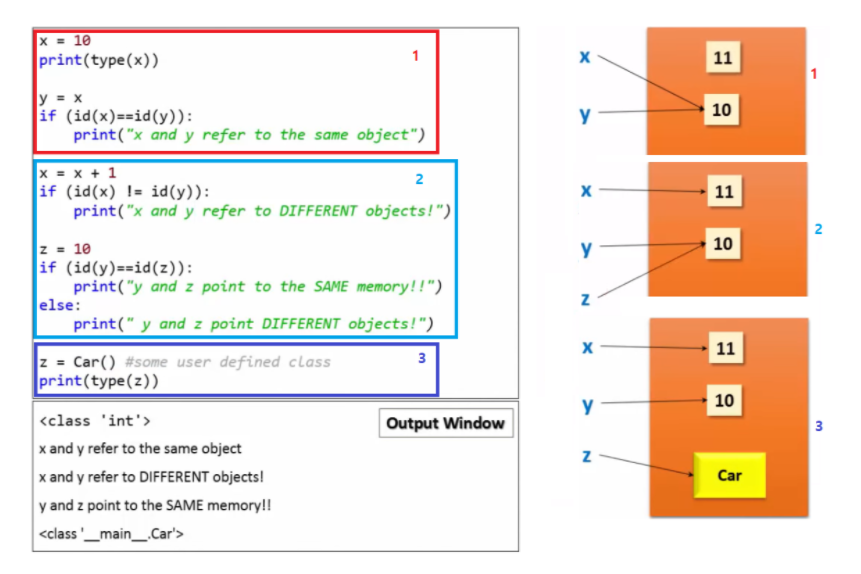 x = 10
print(type(x))
1
y = x
if (id(x)==id(y)):
print("x and y refer to the same object")
x = x + 1
2
if (id(x) != id(y)):
print("x and y refer to DIFFERENT objects!")
z = 10
if (id(y)==id(z)):
print("y and z point to the SAME memory!!")
else:
print(" y and z point DIFFERENT objects!")
z = Car() #some user defined class
3
print(type(z))
<class 'int'>
Output Window
x and y refer to the same object
x and y refer to DIFFERENT objects!
y and z point to the SAME memory!!
<class '__main__.Car'>
x
11
1
y
10
x
11
2
y
10
z
x
11
y
10
3
z
Car